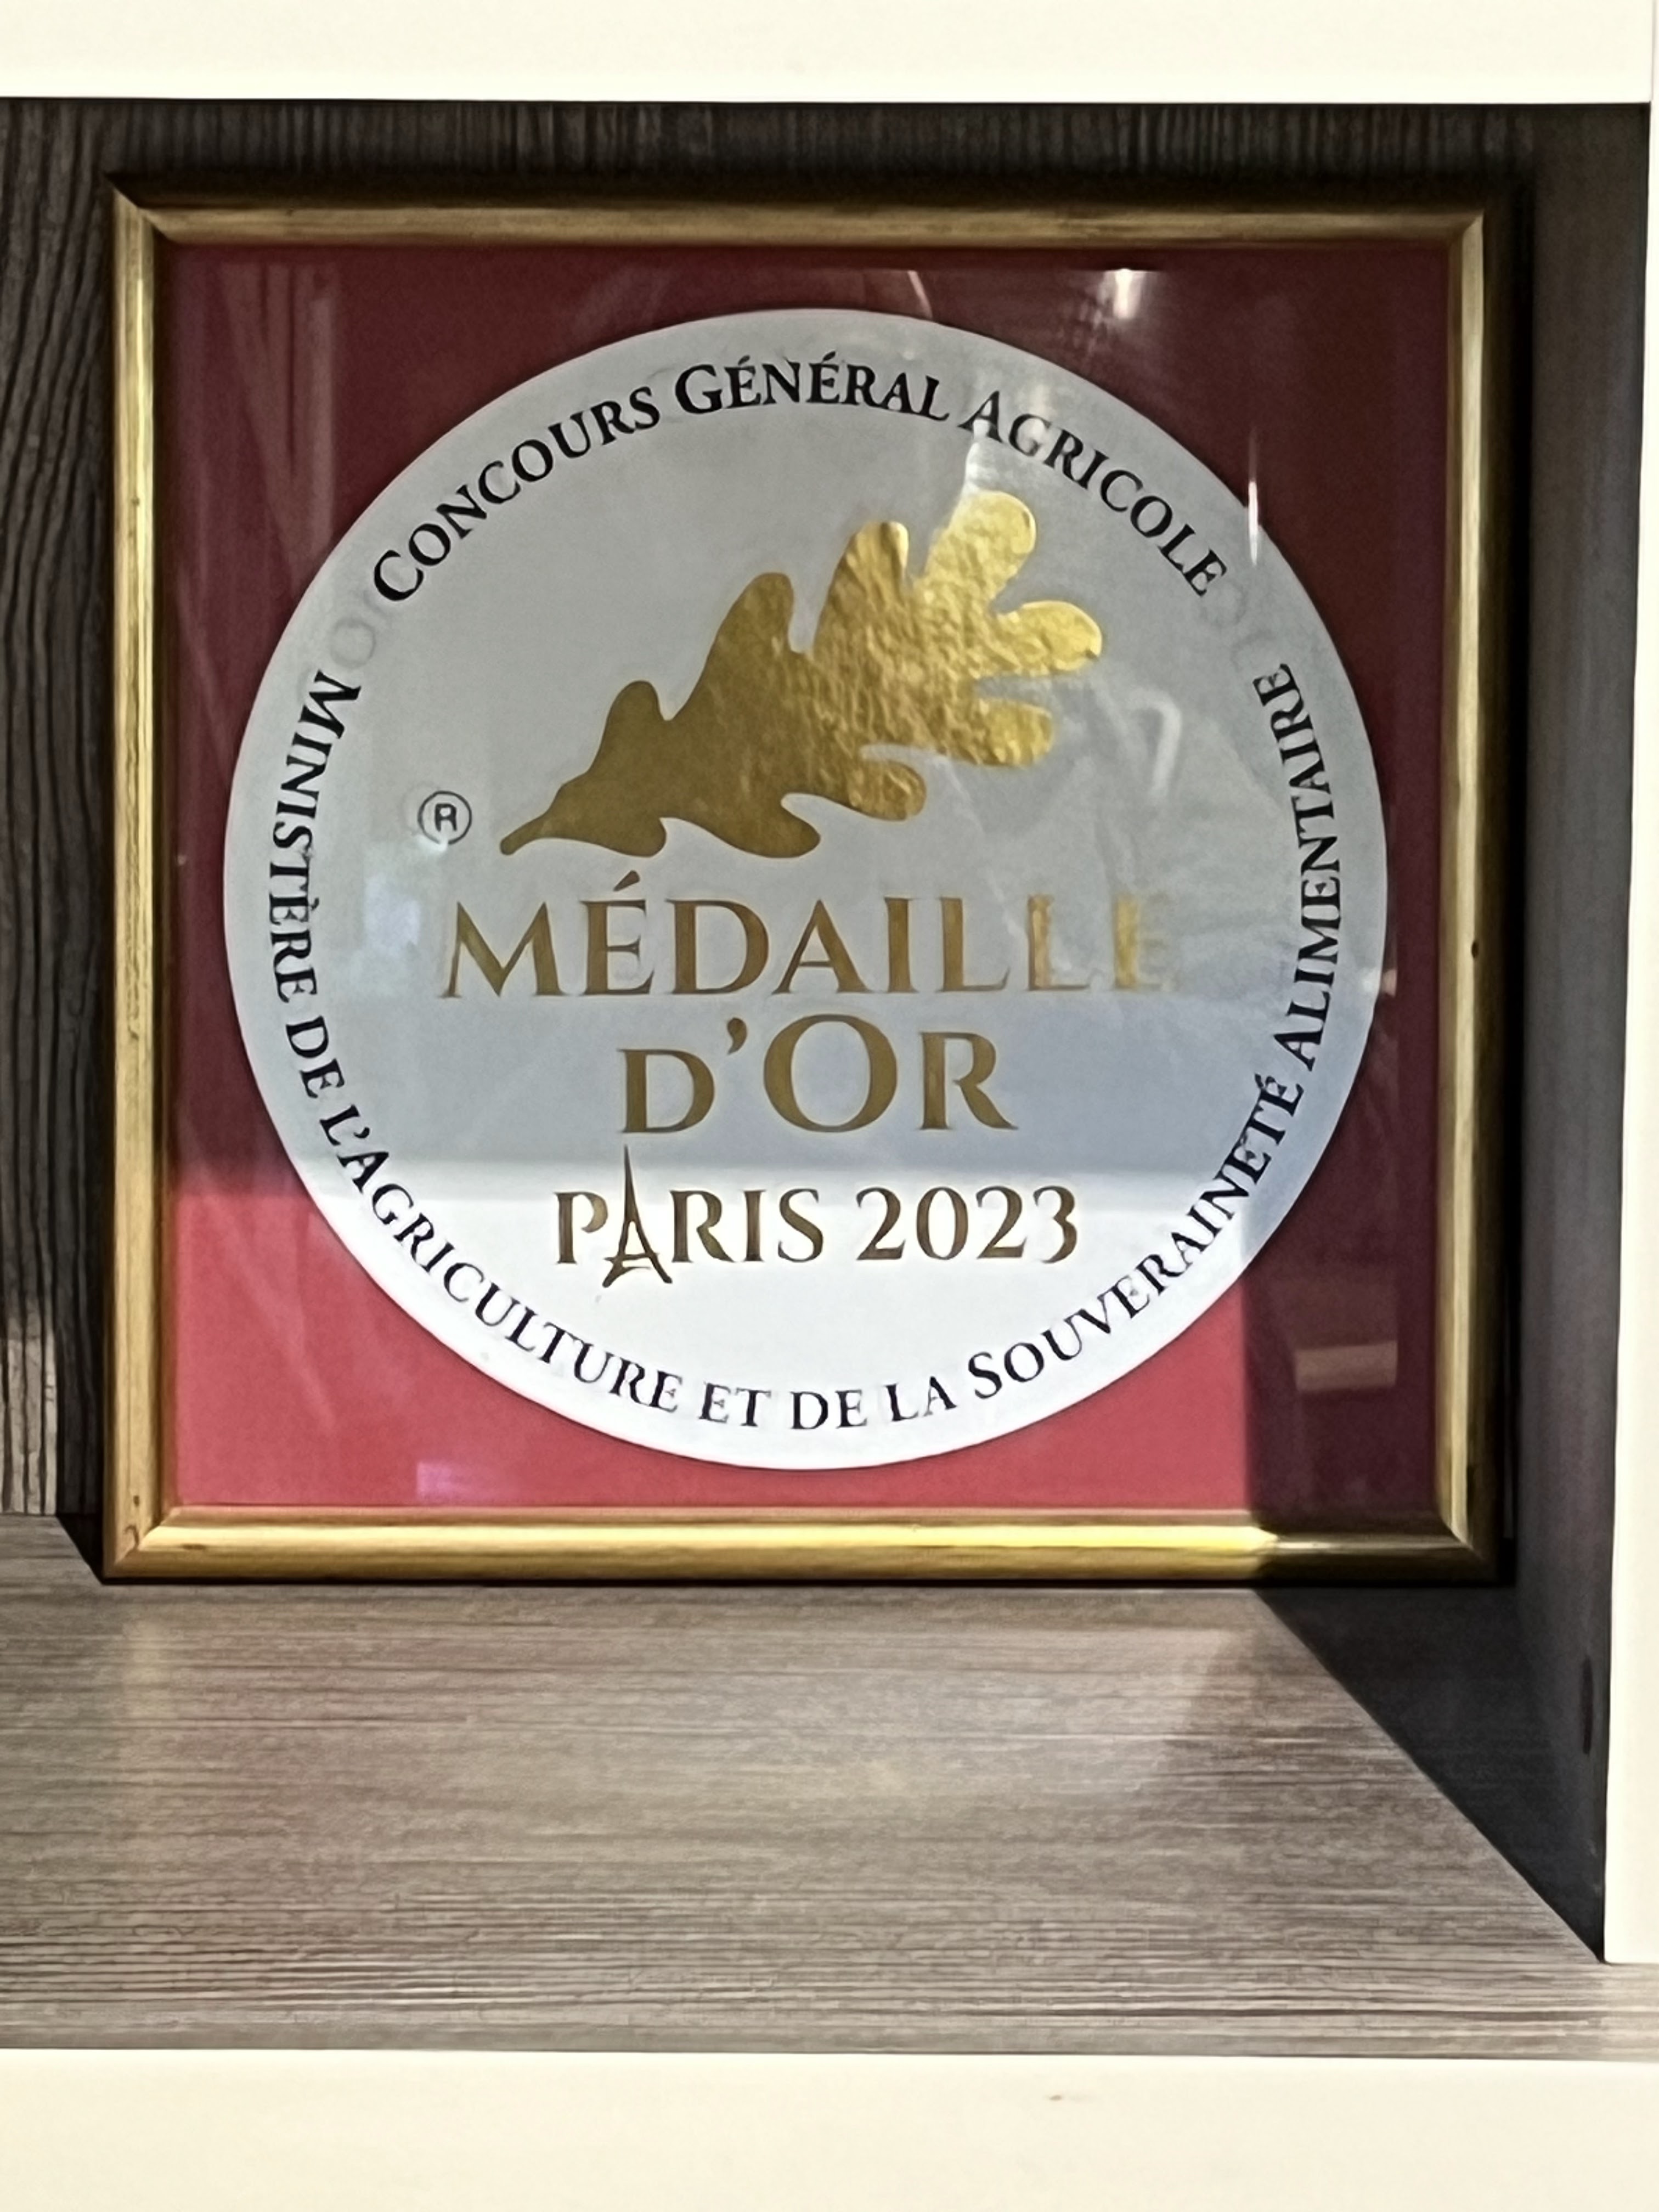 Concours Général Agricole
®
Médaille
d'Or
Paris 2023
Ministère de l'Agriculture et de la Souveraineté Alimentaire